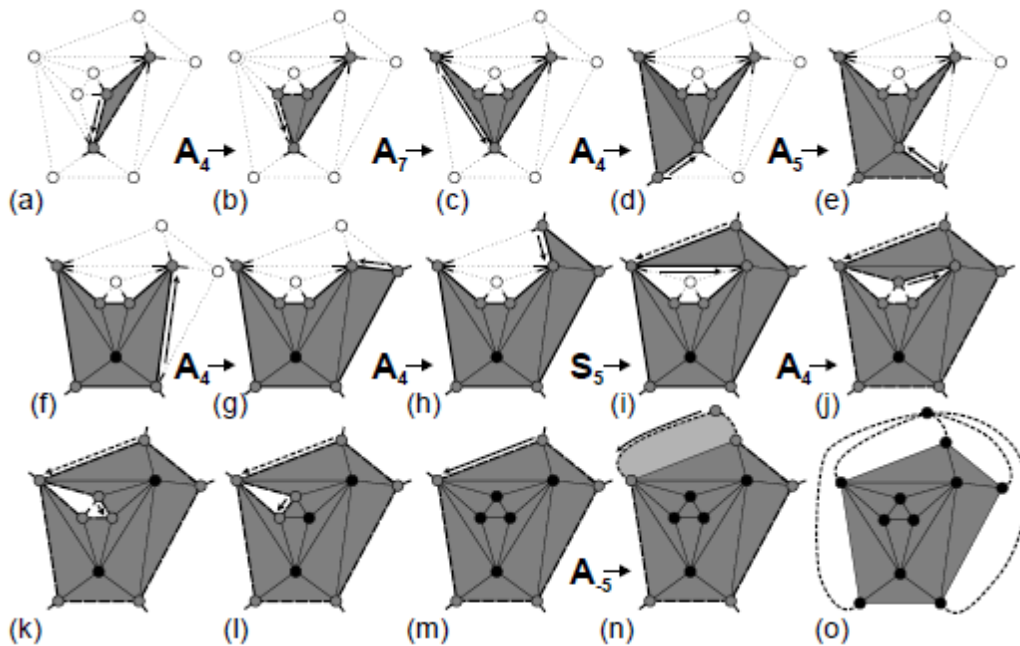 A₄→ A₇→ A₄→ A₅→
(a) (b) (c) (d) (e)
A₄→ A₄→ S₅→ A₄→
(f) (g) (h) (i) (j)
A₋₅→
(k) (l) (m) (n) (o)